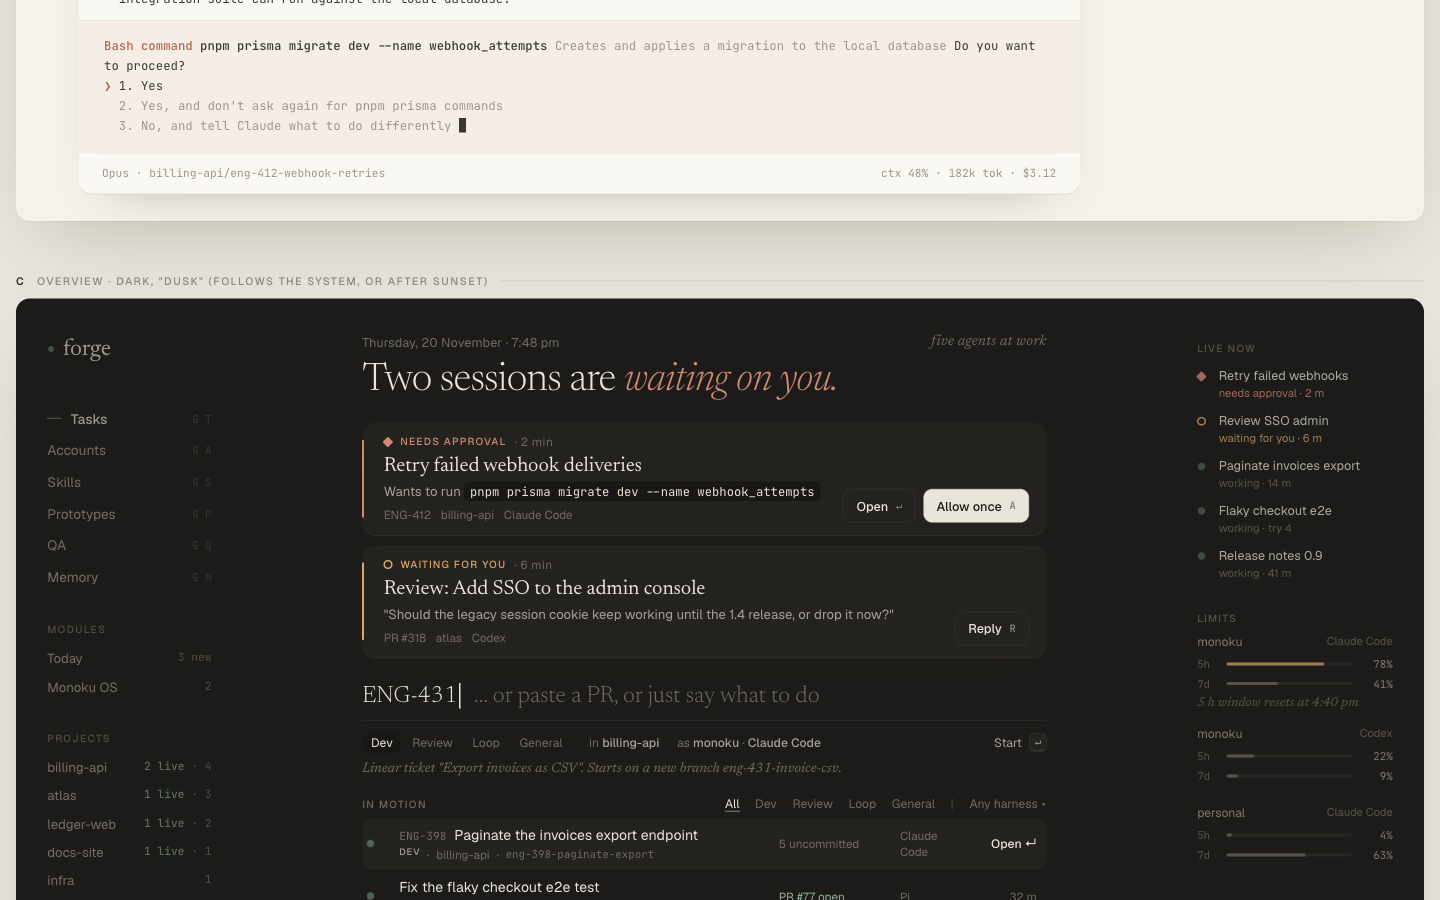 Bash command pnpm prisma migrate dev --name webhook_attempts Creates and applies a migration to the local database Do you want
to proceed?
❯ 1. Yes
2. Yes, and don't ask again for pnpm prisma commands
3. No, and tell Claude what to do differently
Opus · billing-api/eng-412-webhook-retries
ctx 48% · 182k tok · $3.12
C OVERVIEW · DARK, "DUSK" (FOLLOWS THE SYSTEM, OR AFTER SUNSET)
forge
Tasks G T
Accounts G A
Skills G S
Prototypes G P
QA G Q
Memory G M
MODULES
Today 3 new
Monoku OS 2
PROJECTS
billing-api 2 live · 4
atlas 1 live · 3
ledger-web 1 live · 2
docs-site 1 live · 1
infra 1
Thursday, 20 November · 7:48 pm
five agents at work
Two sessions are waiting on you.
NEEDS APPROVAL · 2 min
Retry failed webhook deliveries
Wants to run pnpm prisma migrate dev --name webhook_attempts
ENG-412 billing-api Claude Code
Open ↵
Allow once A
WAITING FOR YOU · 6 min
Review: Add SSO to the admin console
"Should the legacy session cookie keep working until the 1.4 release, or drop it now?"
PR #318 atlas Codex
Reply R
ENG-431 ... or paste a PR, or just say what to do
Dev Review Loop General in billing-api as monoku · Claude Code Start ↵
Linear ticket "Export invoices as CSV". Starts on a new branch eng-431-invoice-csv.
IN MOTION All Dev Review Loop General | Any harness ▾
ENG-398 Paginate the invoices export endpoint
DEV · billing-api · eng-398-paginate-export
5 uncommitted
Claude
Code
Open ↵
Fix the flaky checkout e2e test
PR #77 open Pi 32 m
LIVE NOW
Retry failed webhooks
needs approval · 2 m
Review SSO admin
waiting for you · 6 m
Paginate invoices export
working · 14 m
Flaky checkout e2e
working · try 4
Release notes 0.9
working · 41 m
LIMITS
monoku Claude Code
5h 78%
7d 41%
5 h window resets at 4:40 pm
monoku Codex
5h 22%
7d 9%
personal Claude Code
5h 4%
7d 63%